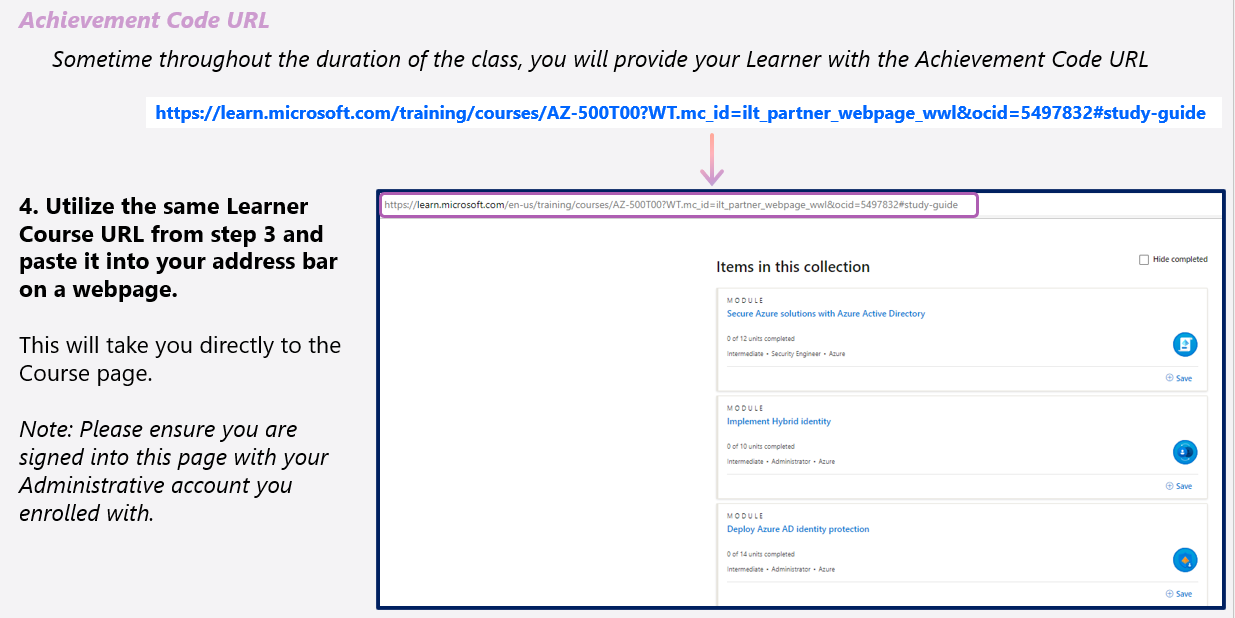 Achievement Code URL
Sometime throughout the duration of the class, you will provide your Learner with the Achievement Code URL
https://learn.microsoft.com/training/courses/AZ-500T00?WT.mc_id=ilt_partner_webpage_wwl&ocid=5497832#study-guide
4. Utilize the same Learner
Course URL from step 3 and
paste it into your address bar
on a webpage.
This will take you directly to the
Course page.
Note: Please ensure you are
signed into this page with your
Administrative account you
enrolled with.
https://learn.microsoft.com/en-us/training/courses/AZ-500T00?WT.mc_id=ilt_partner_webpage_wwl&ocid=5497832#study-guide
Items in this collection
Hide completed
MODULE
Secure Azure solutions with Azure Active Directory
0 of 12 units completed
Intermediate • Security Engineer • Azure
Save
MODULE
Implement Hybrid identity
0 of 10 units completed
Intermediate • Administrator • Azure
Save
MODULE
Deploy Azure AD identity protection
0 of 14 units completed
Intermediate • Administrator • Azure
Save